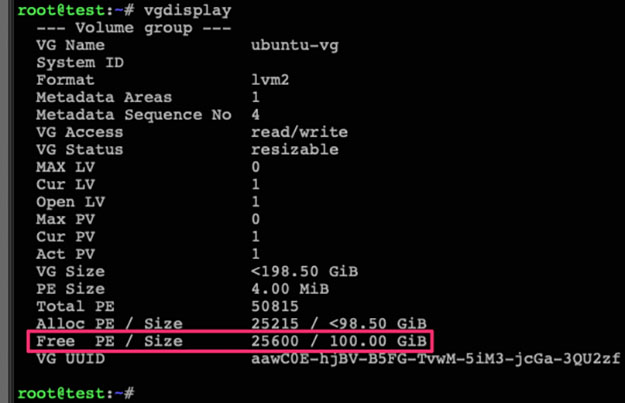 root@test:~# vgdisplay
--- Volume group ---
VG Name ubuntu-vg
System ID
Format lvm2
Metadata Areas 1
Metadata Sequence No 4
VG Access read/write
VG Status resizable
MAX LV 0
Cur LV 1
Open LV 1
Max PV 0
Cur PV 1
Act PV 1
VG Size <198.50 GiB
PE Size 4.00 MiB
Total PE 50815
Alloc PE / Size 25215 / <98.50 GiB
Free PE / Size 25600 / 100.00 GiB
VG UUID aawC0E-hjBV-B5FG-TvwM-5iM3-jcGa-3QU2zf
root@test:~#